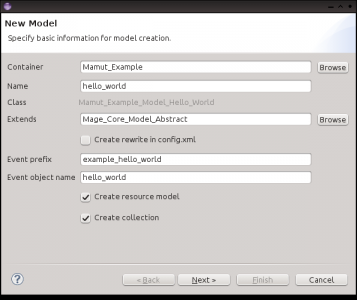 New Model
Specify basic information for model creation.
Container Mamut_Example Browse
Name hello_world
Class Mamut_Example_Model_Hello_World
Extends Mage_Core_Model_Abstract Browse
Create rewrite in config.xml
Event prefix example_hello_world
Event object name hello_world
Create resource model
Create collection
? < Back Next > Finish Cancel